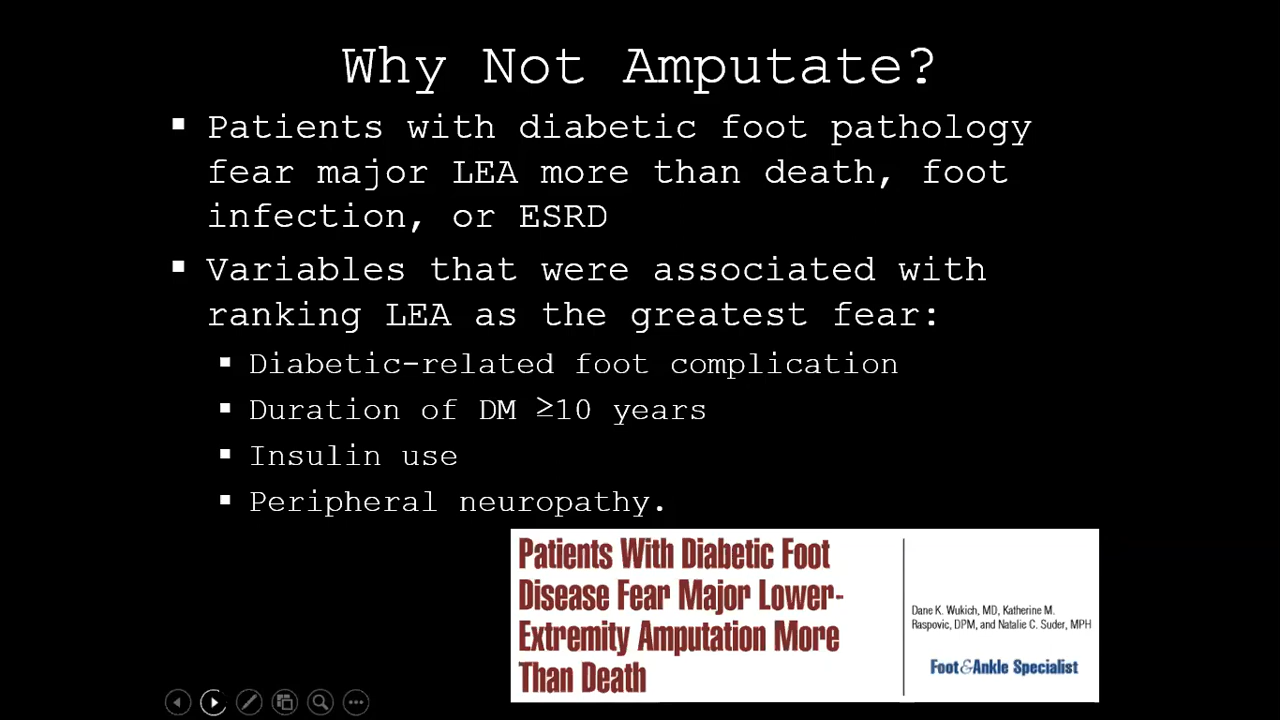 Why Not Amputate?
▪ Patients with diabetic foot pathology
fear major LEA more than death, foot
infection, or ESRD
▪ Variables that were associated with
ranking LEA as the greatest fear:
▪ Diabetic-related foot complication
▪ Duration of DM ≥10 years
▪ Insulin use
▪ Peripheral neuropathy.
Patients With Diabetic Foot
Disease Fear Major Lower-
Extremity Amputation More
Than Death
Dane K. Wukich, MD, Katherine M.
Raspovic, DPM, and Natalie C. Suder, MPH
Foot&Ankle Specialist